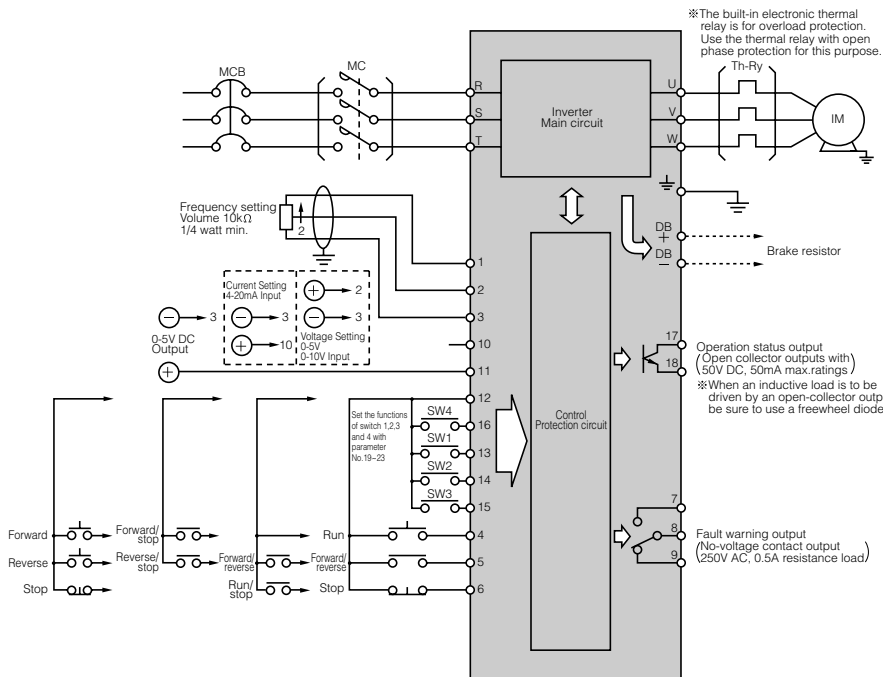 ※The built-in electronic thermal
relay is for overload protection.
Use the thermal relay with open
phase protection for this purpose.
MCB
MC
Th-Ry
R
S
T
Inverter
Main circuit
U
V
W
IM
Frequency setting
Volume 10kΩ
1/4 watt min.
2
DB
+
DB
−
Brake resistor
1
2
3
10
11
Current Setting
4-20mA Input
− 3
+ 10
+ 2
− 3
Voltage Setting
0-5V
0-10V Input
− 3
0-5V DC
Output
+
17
18
Operation status output
(Open collector outputs with
50V DC, 50mA max.ratings)
※When an inductive load is to be
driven by an open-collector outp
be sure to use a freewheel diode
Control
Protection circuit
Set the functions
of switch 1,2,3
and 4 with
parameter
No.19~23
12
SW4
16
SW1
13
SW2
14
SW3
15
Forward
Reverse
Stop
Forward/
stop
Reverse/
stop
Forward/
reverse
Run/
stop
Run
Forward/
reverse
Stop
4
5
6
7
8
9
Fault warning output
(No-voltage contact output
250V AC, 0.5A resistance load)